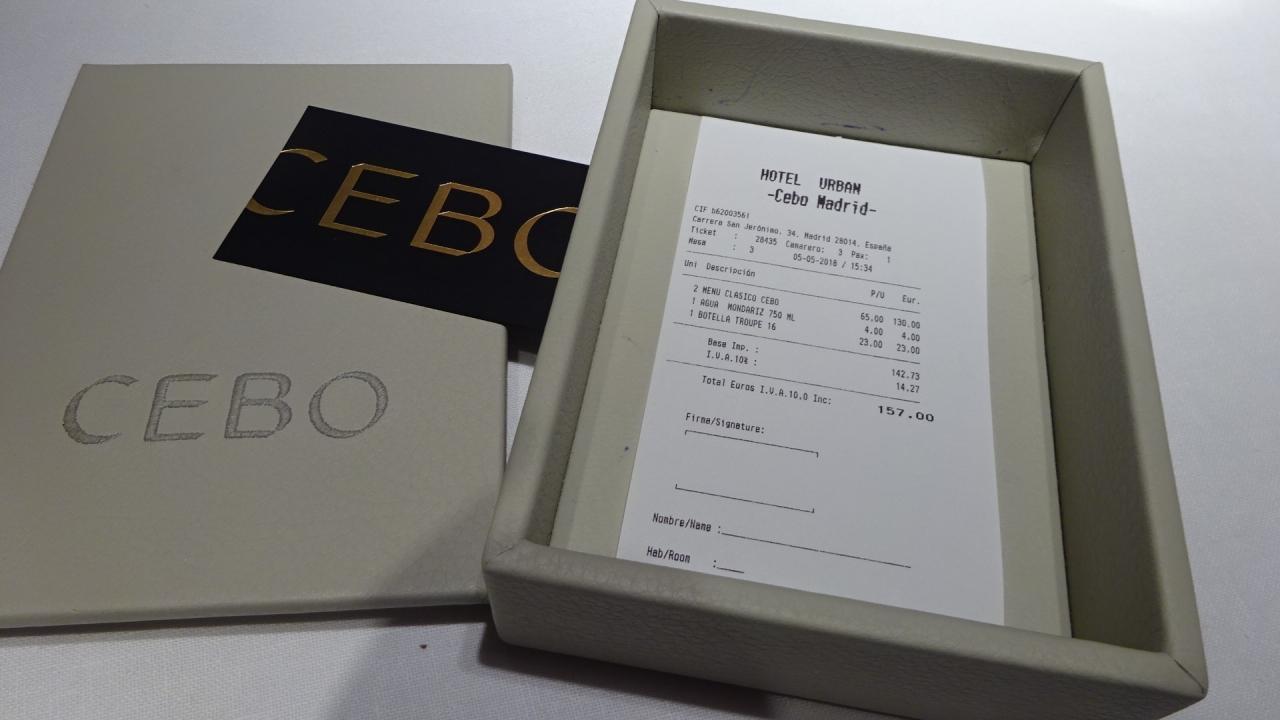 CEBO
CEBO
HOTEL URBAN
-Cebo Madrid-
CIF b62003561
Carrera San Jerónimo, 34. Madrid 28014. España
Ticket : 28435 Camarero: 3 Pax: 1
Mesa : 3 05-05-2018 / 15:34
Uni Descripción P/U Eur.
2 MENU CLASICO CEBO 65.00 130.00
1 AGUA MONDARIZ 750 ML 4.00 4.00
1 BOTELLA TROUPE 16 23.00 23.00
Base Imp. : 142.73
I.V.A.10% : 14.27
Total Euros I.V.A.10.0 Inc: 157.00
Firma/Signature:
Nombre/Name :
Hab/Room :